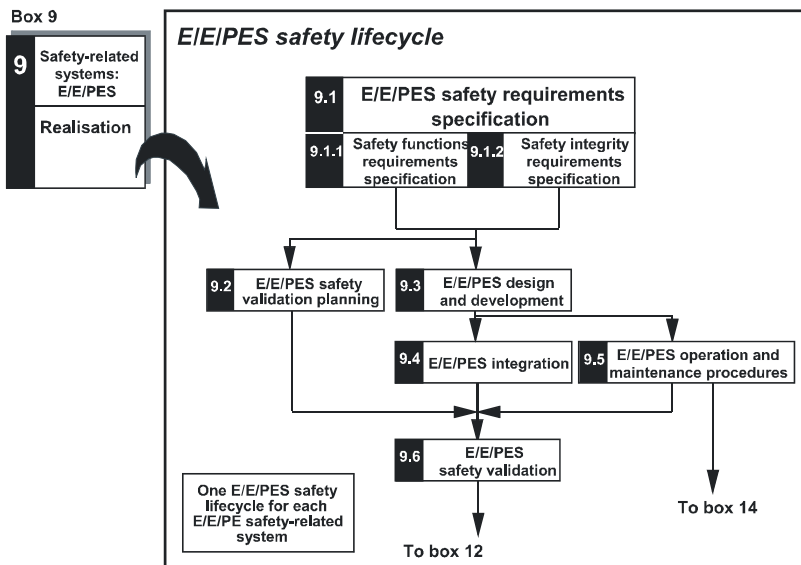 Box 9
9
Safety-related
systems:
E/E/PES
Realisation
E/E/PES safety lifecycle
9.1
E/E/PES safety requirements
specification
9.1.1
Safety functions
requirements
specification
9.1.2
Safety integrity
requirements
specification
9.2
E/E/PES safety
validation planning
9.3
E/E/PES design
and development
9.4
E/E/PES integration
9.5
E/E/PES operation and
maintenance procedures
9.6
E/E/PES
safety validation
One E/E/PES safety
lifecycle for each
E/E/PE safety-related
system
To box 14
To box 12